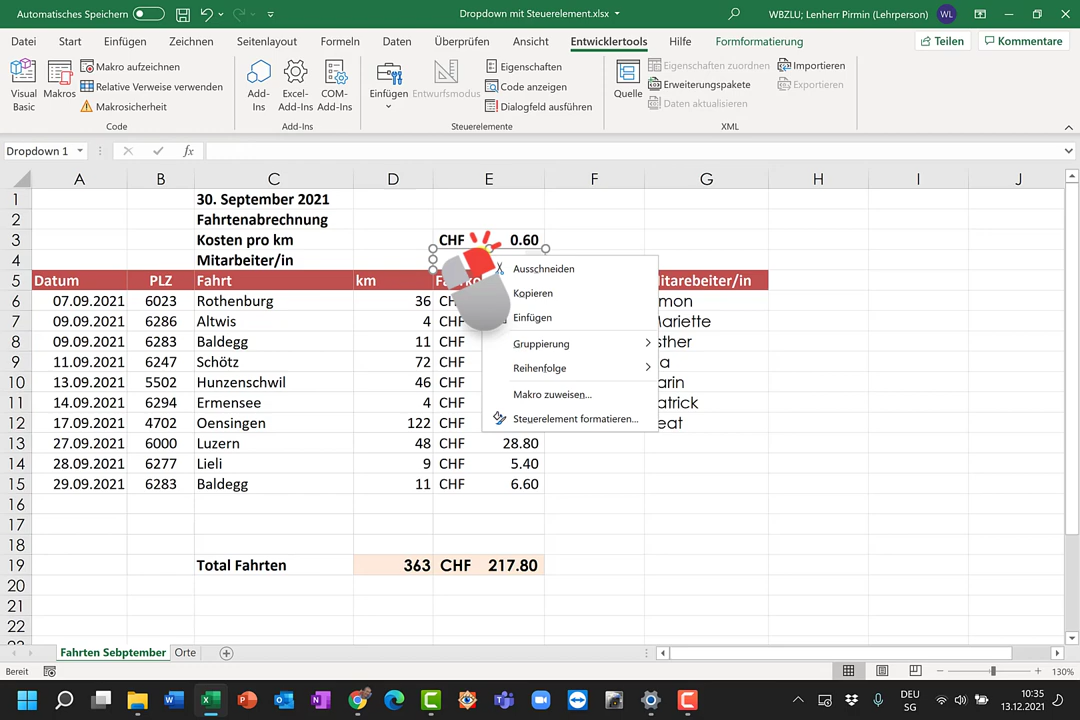 Automatisches Speichern
Dropdown mit Steuerelement.xlsx
WBZLU; Lenherr Pirmin (Lehrperson)
WL
Datei Start Einfügen Zeichnen Seitenlayout Formeln Daten Überprüfen Ansicht Entwicklertools Hilfe Formformatierung Teilen Kommentare
Visual Basic
Makros
Makro aufzeichnen
Relative Verweise verwenden
Makrosicherheit
Code
Add-Ins
Excel-Add-Ins
COM-Add-Ins
Add-Ins
Einfügen
Entwurfsmodus
Eigenschaften
Code anzeigen
Dialogfeld ausführen
Steuerelemente
Quelle
Eigenschaften zuordnen
Erweiterungspakete
Daten aktualisieren
Importieren
Exportieren
XML
Dropdown 1
fx
A B C D E F G H I J
1 30. September 2021
2 Fahrtenabrechnung
3 Kosten pro km CHF 0.60
4 Mitarbeiter/in
5 Datum PLZ Fahrt km
6 07.09.2021 6023 Rothenburg 36
7 09.09.2021 6286 Altwis 4
8 09.09.2021 6283 Baldegg 11 CHF
9 11.09.2021 6247 Schötz 72 CHF
10 13.09.2021 5502 Hunzenschwil 46 CHF
11 14.09.2021 6294 Ermensee 4 CHF
12 17.09.2021 4702 Oensingen 122 CHF
13 27.09.2021 6000 Luzern 48 CHF 28.80
14 28.09.2021 6277 Lieli 9 CHF 5.40
15 29.09.2021 6283 Baldegg 11 CHF 6.60
16
17
18
19 Total Fahrten 363 CHF 217.80
20
21
22
Ausschneiden
Kopieren
Einfügen
Gruppierung
Reihenfolge
Makro zuweisen...
Steuerelement formatieren...
Fahrten Sebptember Orte
Bereit
130%
DEU
SG
10:35
13.12.2021